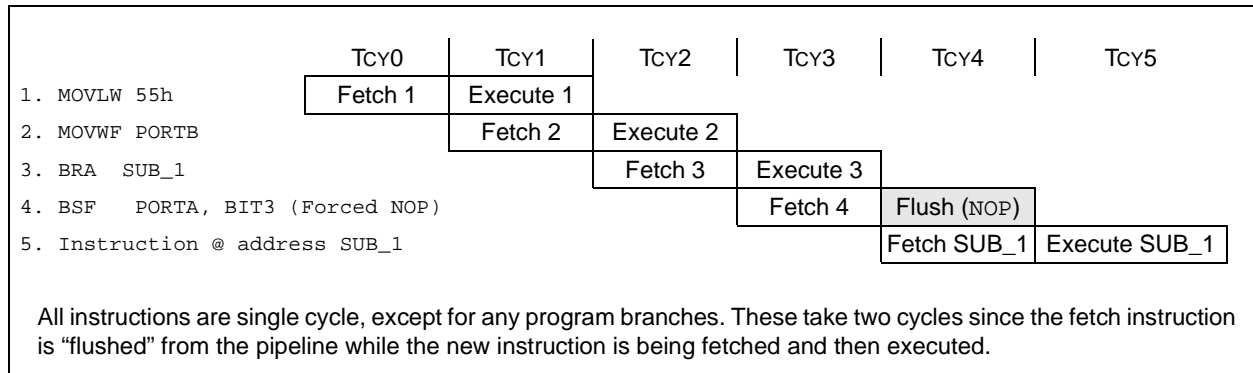 TCY0 TCY1 TCY2 TCY3 TCY4 TCY5
1. MOVLW 55h Fetch 1 Execute 1
2. MOVWF PORTB Fetch 2 Execute 2
3. BRA SUB_1 Fetch 3 Execute 3
4. BSF PORTA, BIT3 (Forced NOP) Fetch 4 Flush (NOP)
5. Instruction @ address SUB_1 Fetch SUB_1 Execute SUB_1
All instructions are single cycle, except for any program branches. These take two cycles since the fetch instruction
is “flushed” from the pipeline while the new instruction is being fetched and then executed.